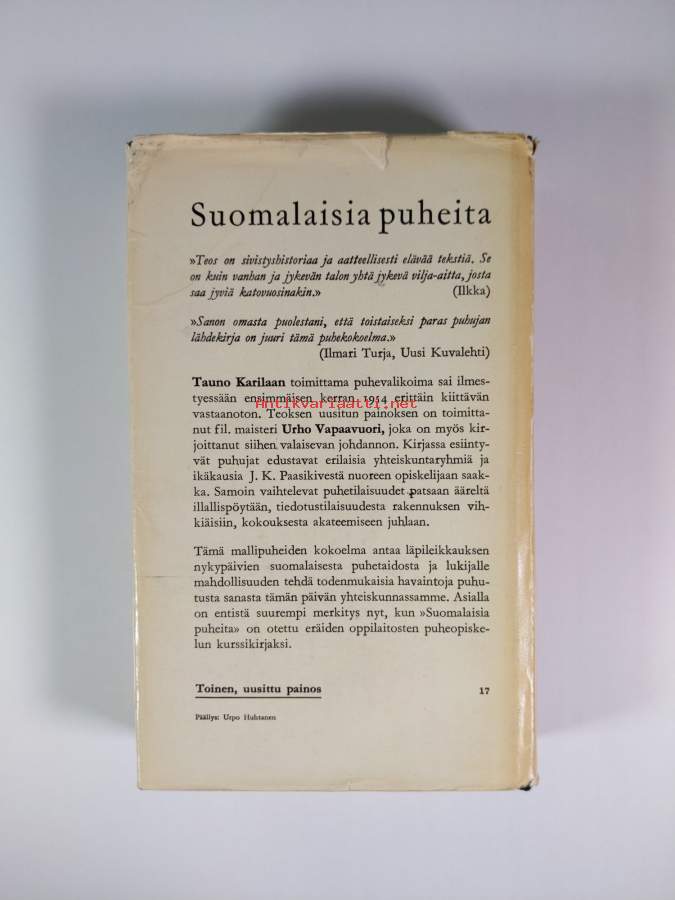 Suomalaisia puheita
»Teos on sivistyshistoriaa ja aatteellisesti elävää tekstiä. Se
on kuin vanhan ja jykevän talon yhtä jykevä vilja-aitta, josta
saa jyviä katovuosinakin.» (Ilkka)
»Sanon omasta puolestani, että toistaiseksi paras puhujan
lähdekirja on juuri tämä puhekokoelma.»
(Ilmari Turja, Uusi Kuvalehti)
Tauno Karilaan toimittama puhevalikoima sai ilmes-
tyessään ensimmäisen kerran 1954 erittäin kiittävän
Antikvariaatti.net
vastaanoton. Teoksen uusitun painoksen on toimitta-
nut fil. maisteri Urho Vapaavuori, joka on myös kir-
joittanut siihen valaisevan johdannon. Kirjassa esiinty-
vät puhujat edustavat erilaisia yhteiskuntaryhmiä ja
ikäkausia J. K. Paasikivestä nuoreen opiskelijaan saak-
ka. Samoin vaihtelevat puhetilaisuudet patsaan ääreltä
illallispöytään, tiedotustilaisuudesta rakennuksen vih-
kiäisiin, kokouksesta akateemiseen juhlaan.
Tämä mallipuheiden kokoelma antaa läpileikkauksen
nykypäivien suomalaisesta puhetaidosta ja lukijalle
mahdollisuuden tehdä todenmukaisia havaintoja puhu-
tusta sanasta tämän päivän yhteiskunnassamme. Asialla
on entistä suurempi merkitys nyt, kun »Suomalaisia
puheita» on otettu eräiden oppilaitosten puheopiske-
lun kurssikirjaksi.
Toinen, uusittu painos 17
Päällys: Urpo Huhtanen